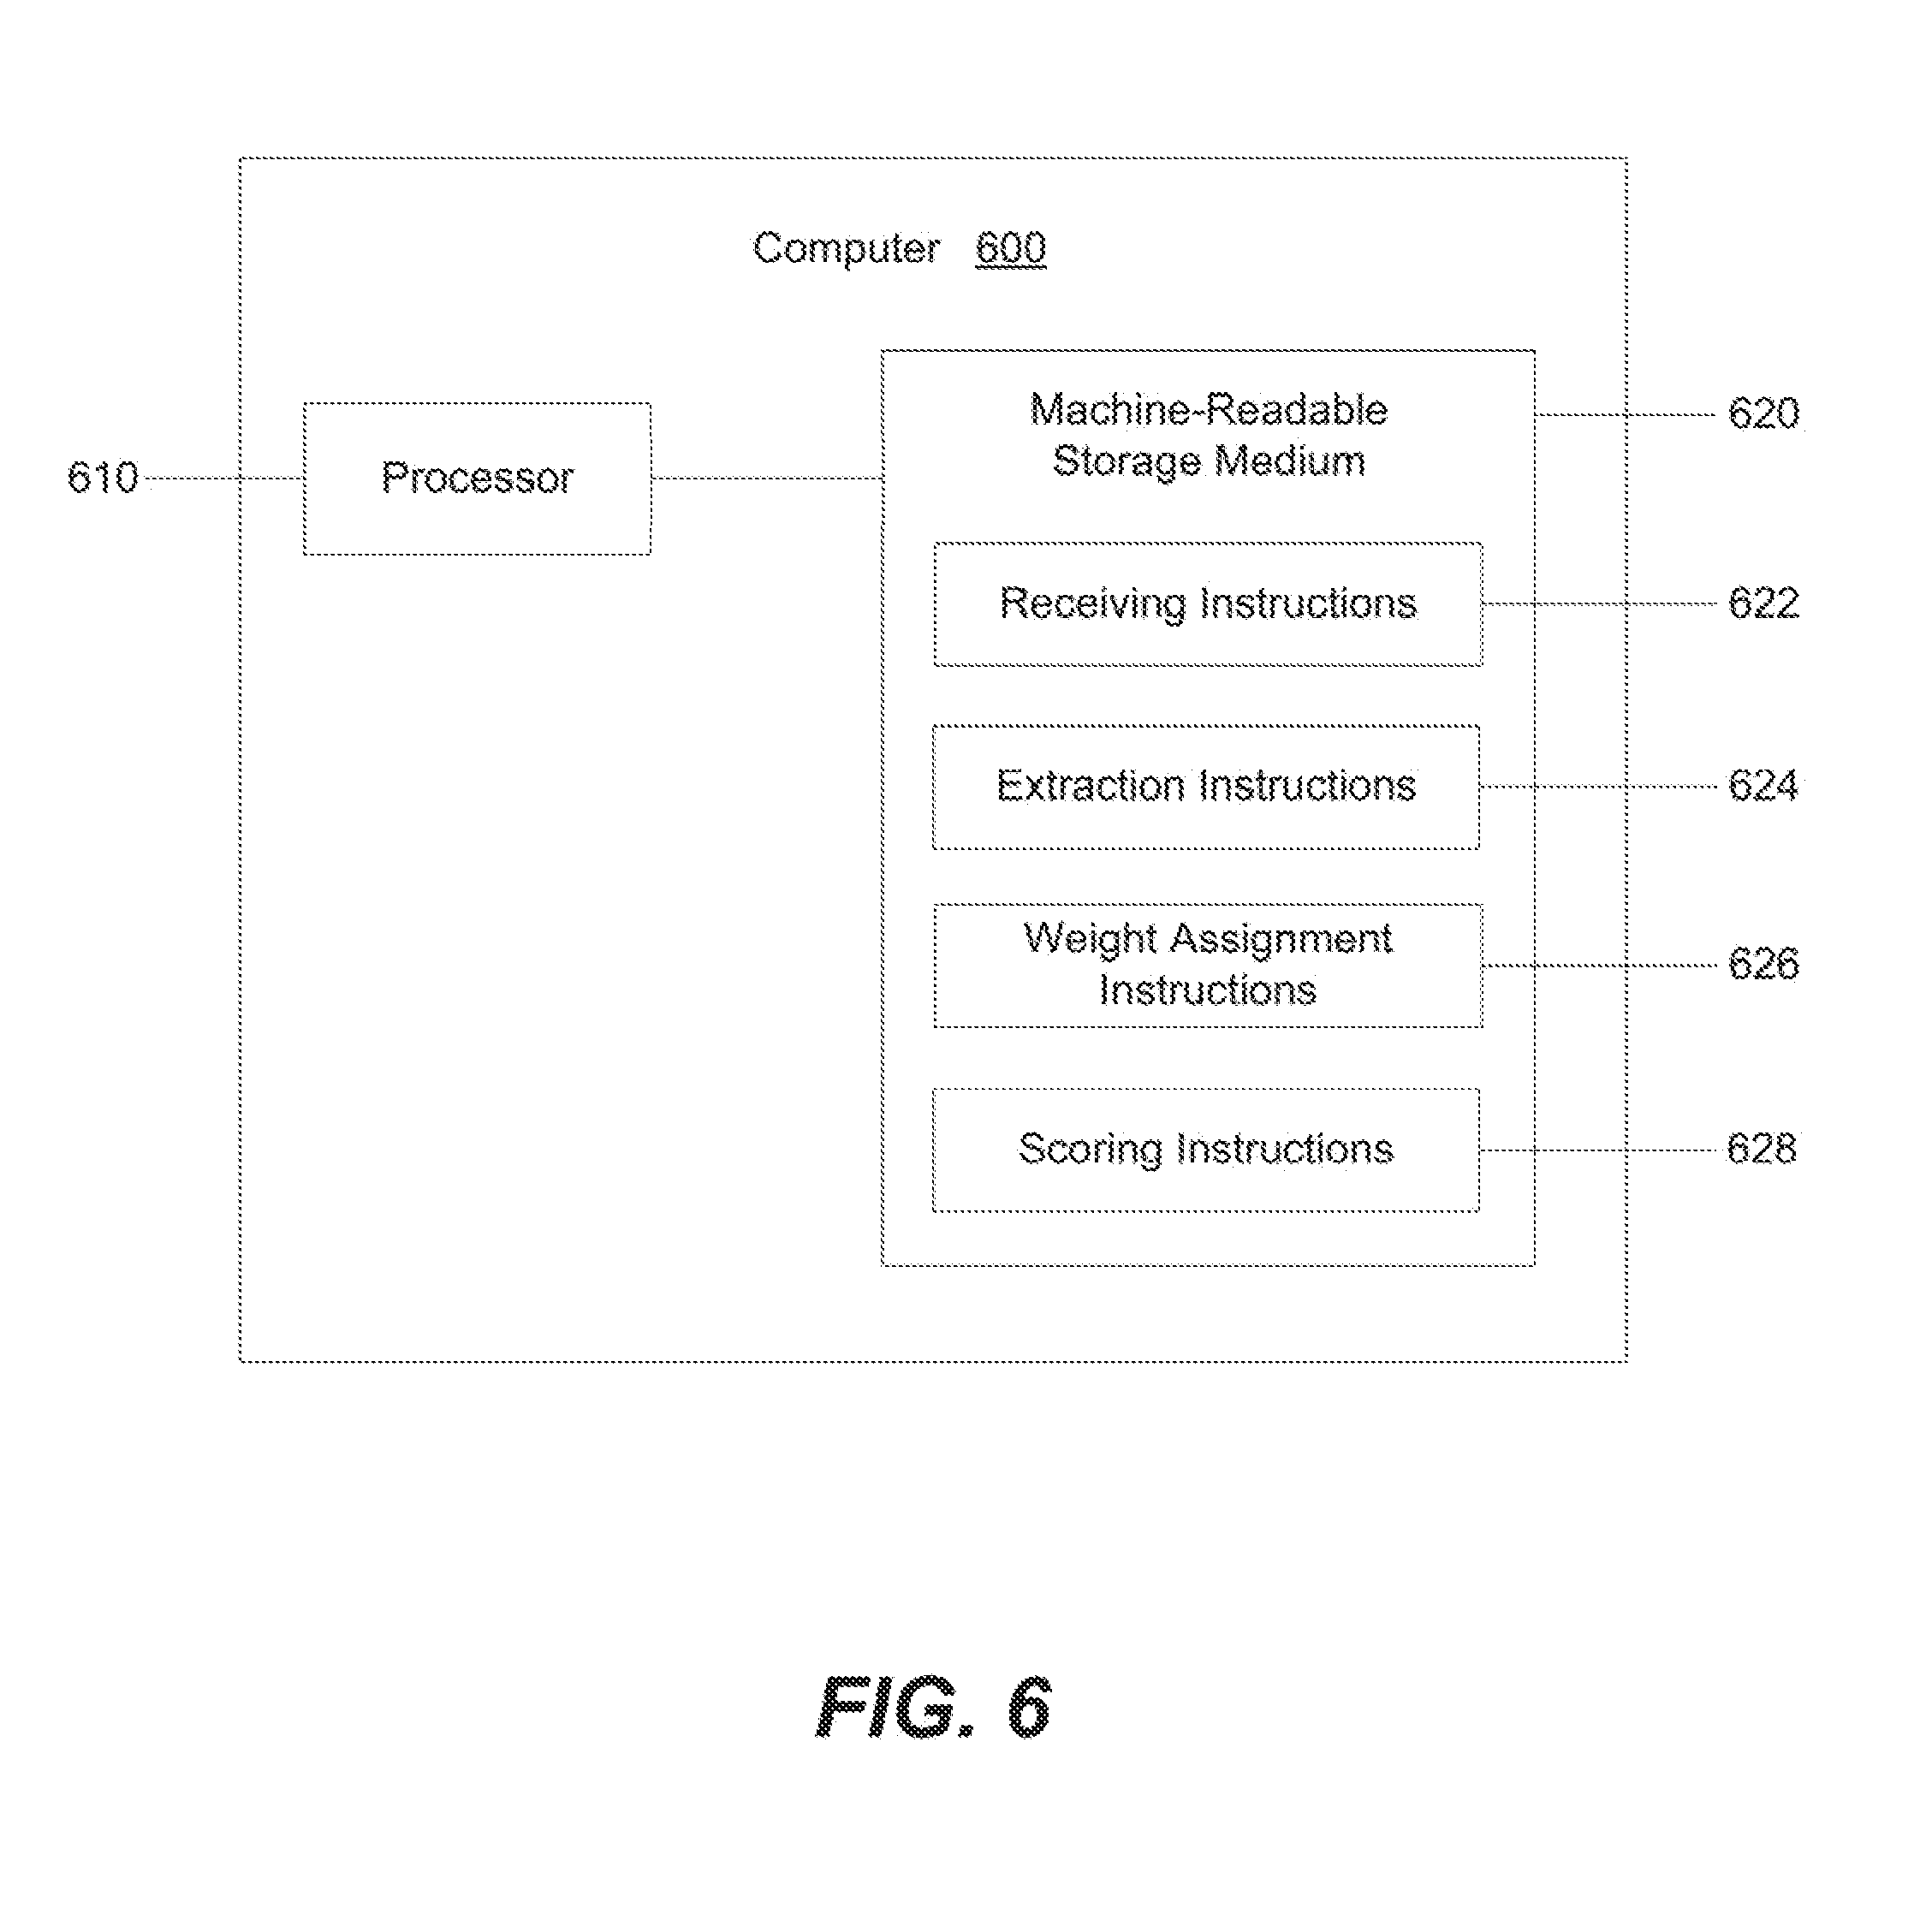 Computer 600
Machine-Readable
Storage Medium
620
610
Processor
Receiving Instructions
622
Extraction Instructions
624
Weight Assignment
Instructions
626
Scoring Instructions
628
FIG. 6